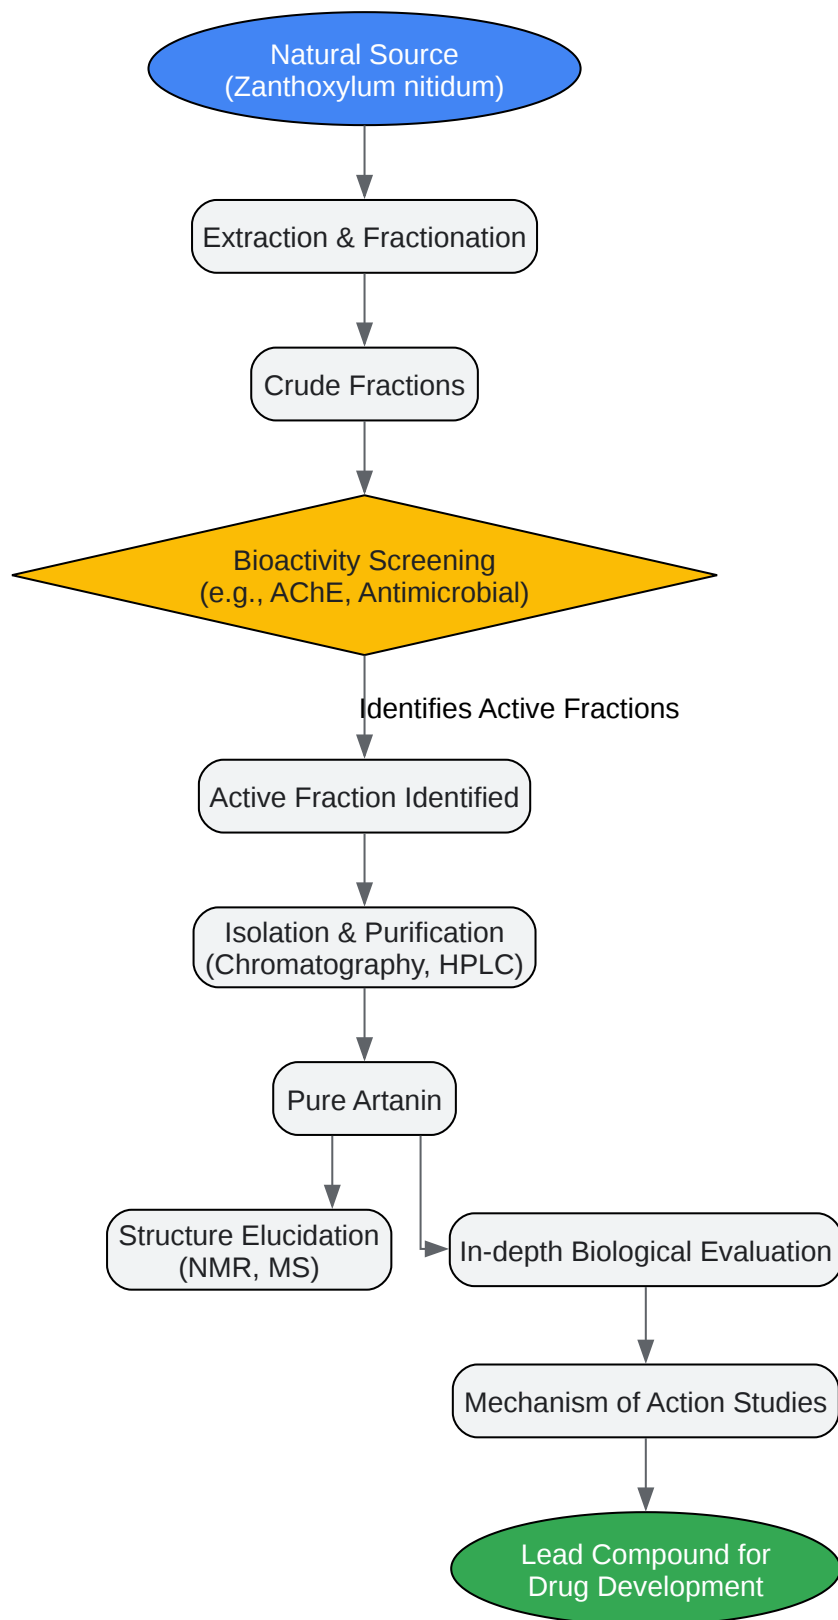 Natural Source
(Zanthoxylum nitidum)
Extraction & Fractionation
Crude Fractions
Bioactivity Screening
(e.g., AChE, Antimicrobial)
Identifies Active Fractions
Active Fraction Identified
Isolation & Purification
(Chromatography, HPLC)
Pure Artanin
Structure Elucidation
(NMR, MS)
In-depth Biological Evaluation
Mechanism of Action Studies
Lead Compound for
Drug Development